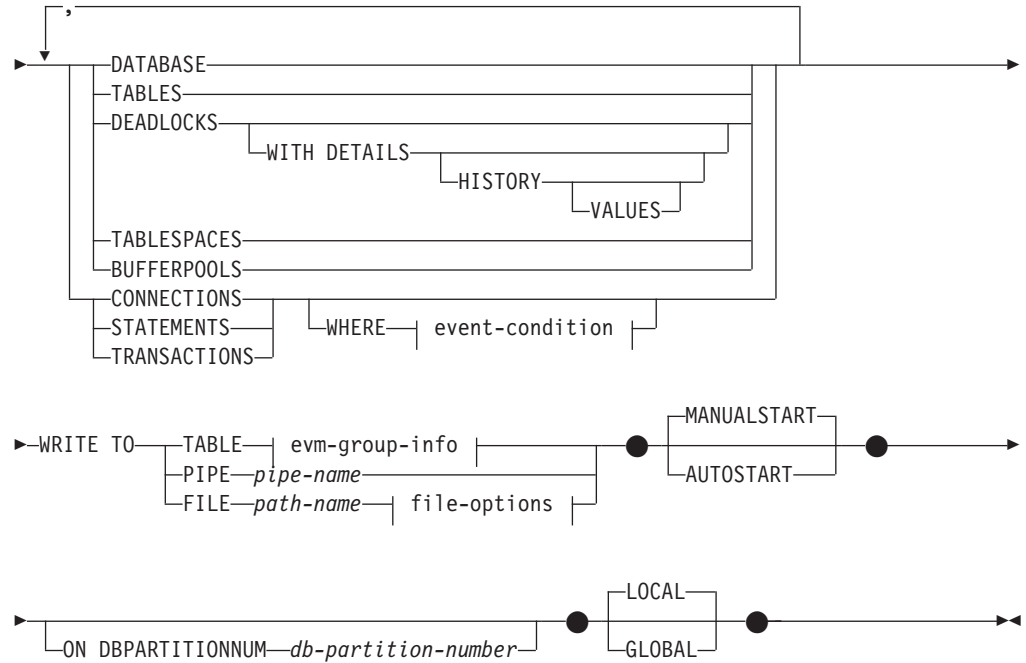 ,
DATABASE
TABLES
DEADLOCKS
WITH DETAILS
HISTORY
VALUES
TABLESPACES
BUFFERPOOLS
CONNECTIONS
STATEMENTS
TRANSACTIONS
WHERE event-condition
WRITE TO TABLE evm-group-info
PIPE pipe-name
FILE path-name file-options
MANUALSTART
AUTOSTART
ON DBPARTITIONNUM db-partition-number
LOCAL
GLOBAL